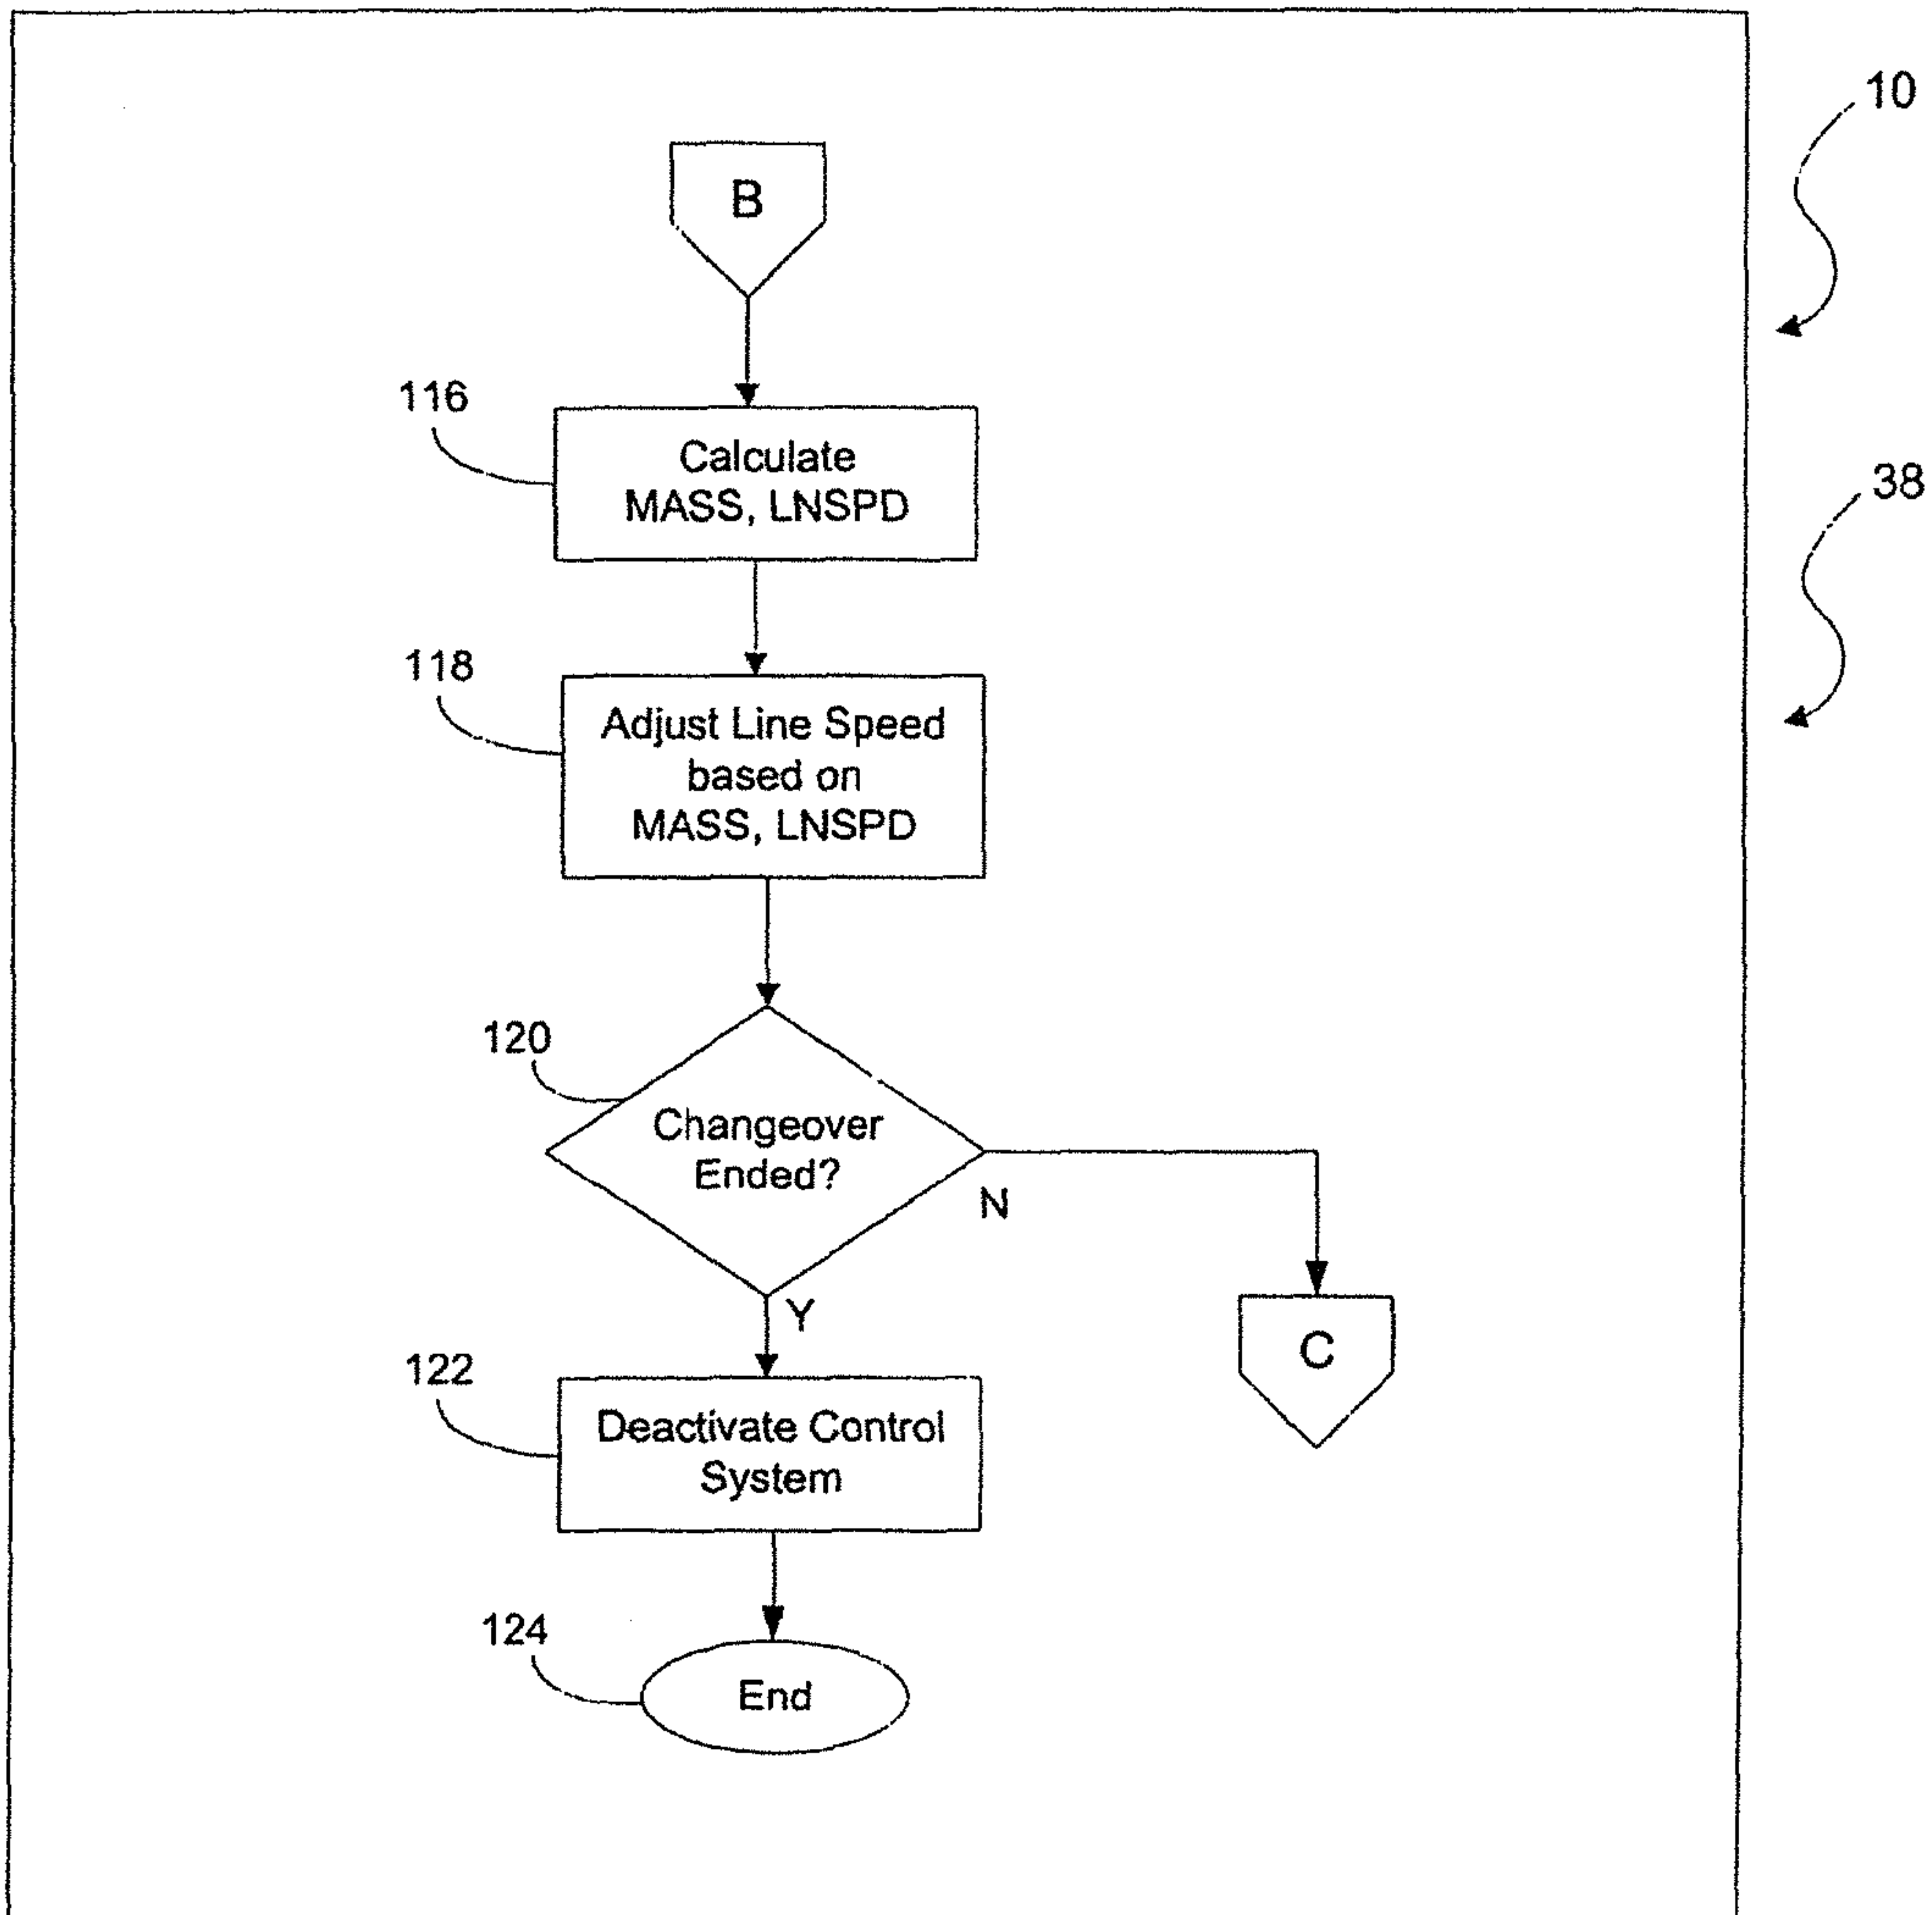 10
B
116
Calculate
MASS, LNSPD
38
118
Adjust Line Speed
based on
MASS, LNSPD
120
Changeover
Ended?
N
Y
C
122
Deactivate Control
System
124
End